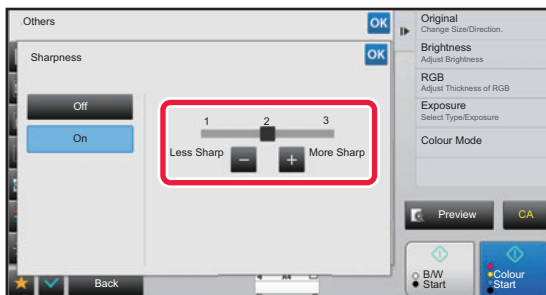 Others
OK
Sharpness
OK
Off
On
1 2 3
Less Sharp
More Sharp
Original
Change Size/Direction.
Brightness
Adjust Brightness
RGB
Adjust Thickness of RGB
Exposure
Select Type/Exposure
Colour Mode
Preview
CA
B/W
Start
Colour
Start
Back
A4